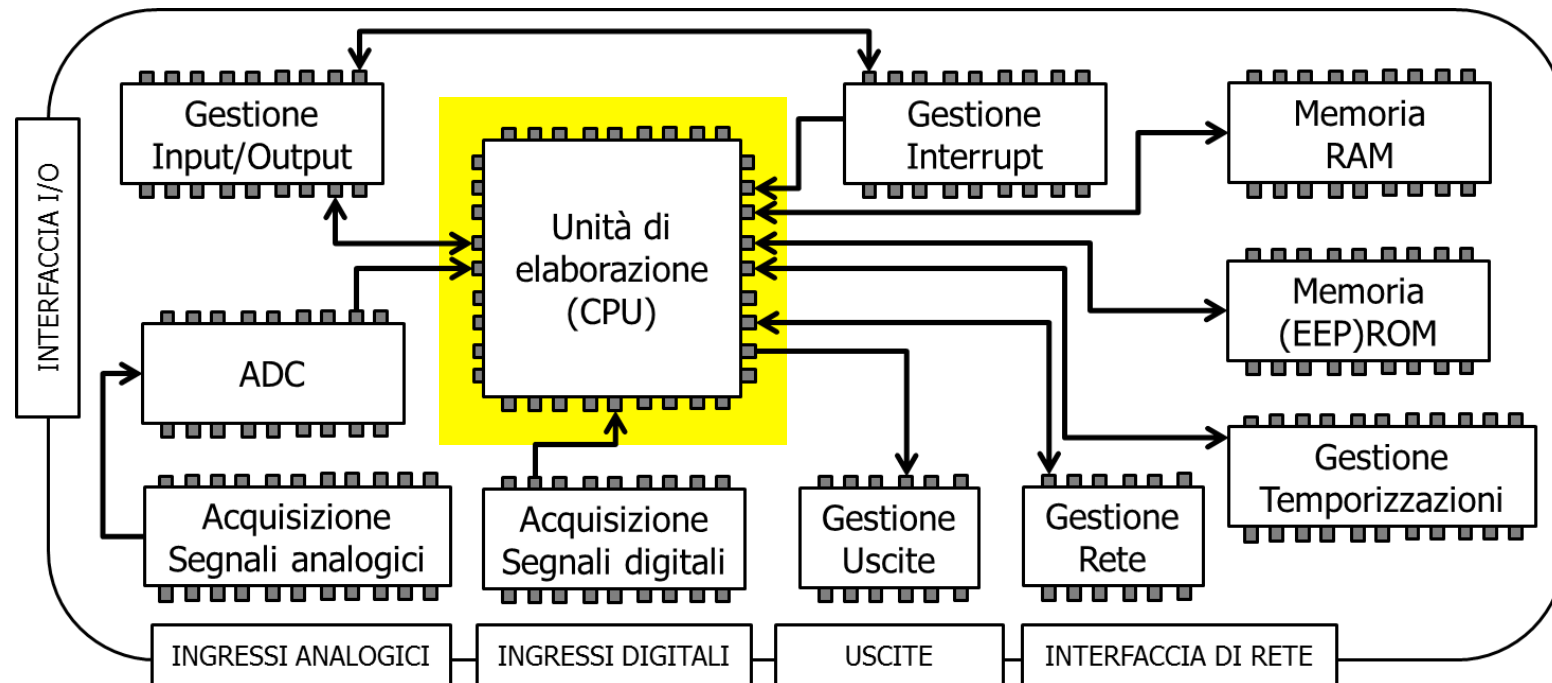 INTERFACCIA I/O
Gestione
Input/Output
Gestione
Interrupt
Memoria
RAM
Unità di
elaborazione
(CPU)
Memoria
(EEP)ROM
ADC
Gestione
Temporizzazioni
Acquisizione
Segnali analogici
Acquisizione
Segnali digitali
Gestione
Uscite
Gestione
Rete
INGRESSI ANALOGICI
INGRESSI DIGITALI
USCITE
INTERFACCIA DI RETE